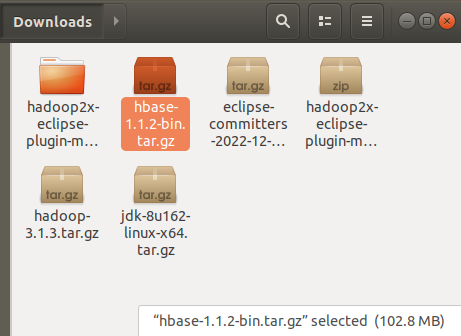 Downloads
tar.gz
tar.gz
zip
hadoop2x-
eclipse-
plugin-m...
hbase-
1.1.2-bin.
tar.gz
eclipse-
committers
-2022-12-...
hadoop2x-
eclipse-
plugin-m...
tar.gz
tar.gz
hadoop-
3.1.3.tar.gz
jdk-8u162-
linux-x64.
tar.gz
“hbase-1.1.2-bin.tar.gz” selected (102.8 MB)